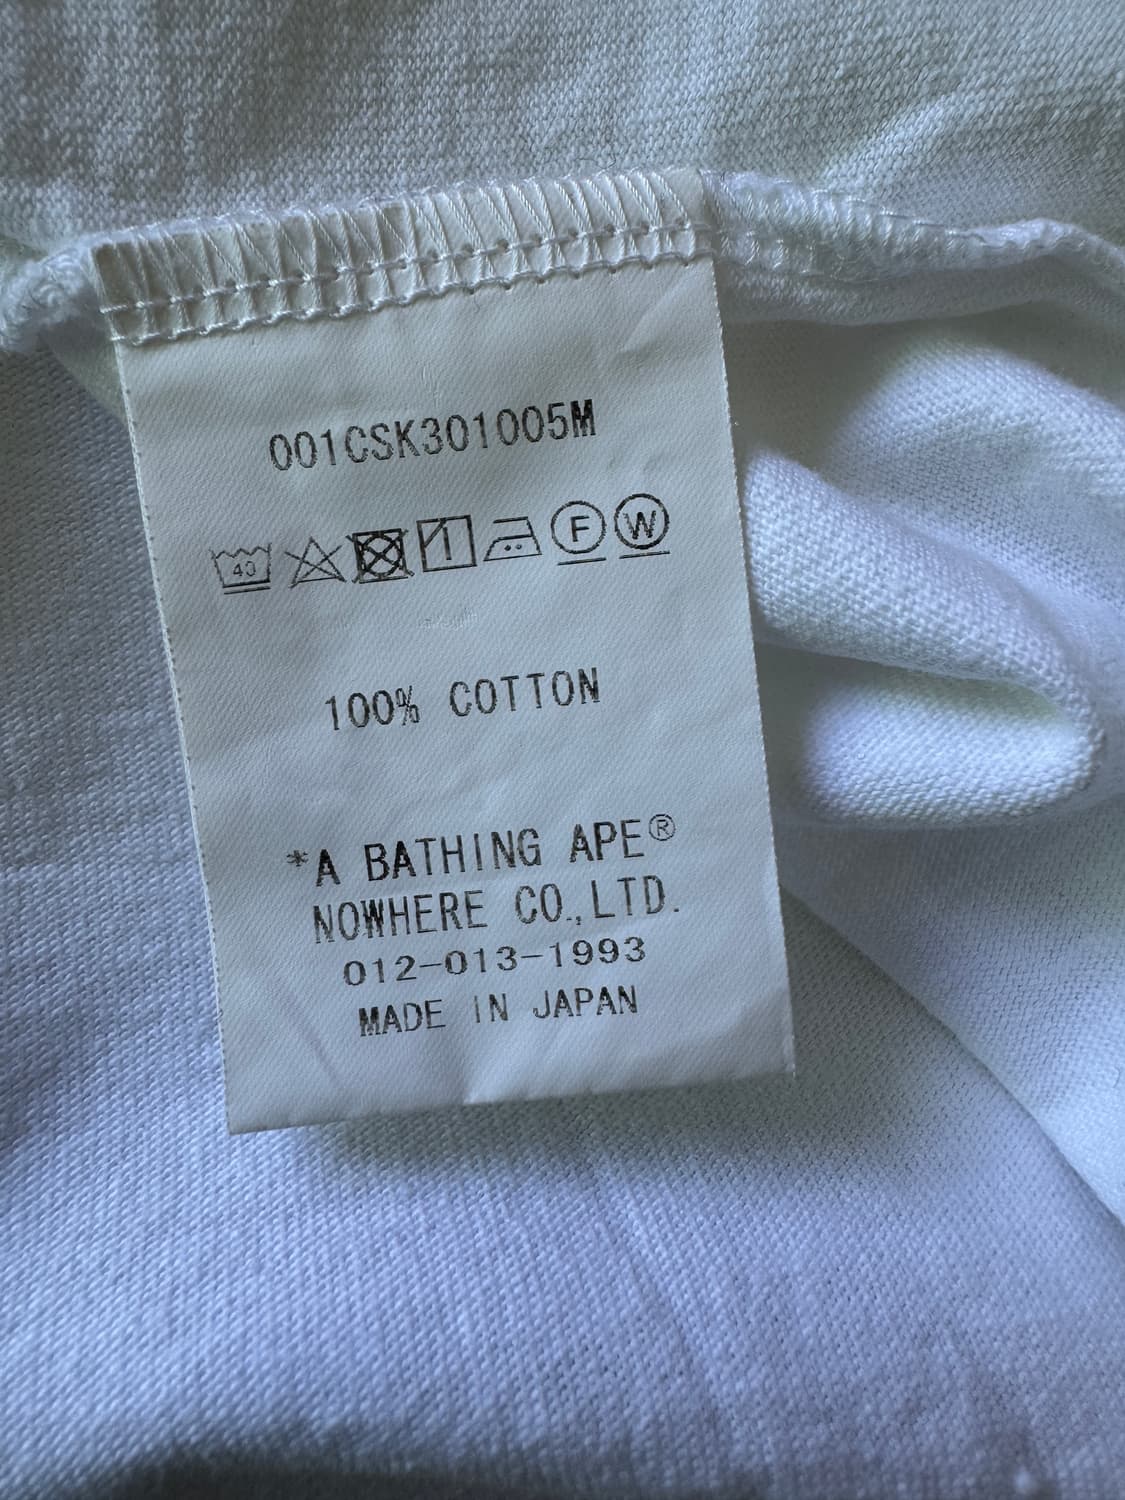 001CSK301005M
40 F W
100% COTTON
*A BATHING APE®
NOWHERE CO.,LTD.
012-013-1993
MADE IN JAPAN